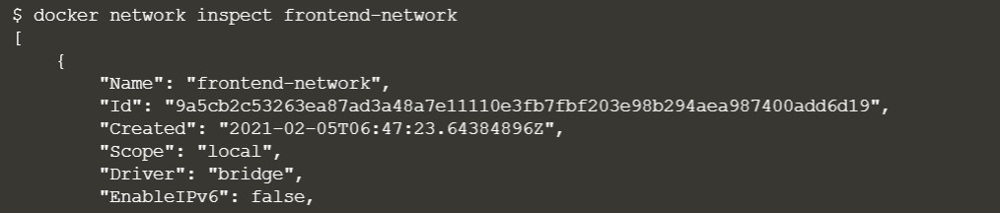 $ docker network inspect frontend-network
[
    {
        "Name": "frontend-network",
        "Id": "9a5cb2c53263ea87ad3a48a7e11110e3fb7fbf203e98b294aea987400add6d19",
        "Created": "2021-02-05T06:47:23.64384896Z",
        "Scope": "local",
        "Driver": "bridge",
        "EnableIPv6": false,